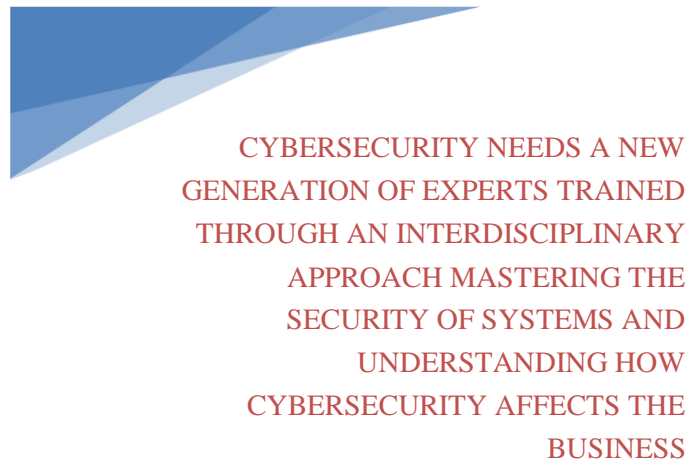 CYBERSECURITY NEEDS A NEW
GENERATION OF EXPERTS TRAINED
THROUGH AN INTERDISCIPLINARY
APPROACH MASTERING THE
SECURITY OF SYSTEMS AND
UNDERSTANDING HOW
CYBERSECURITY AFFECTS THE
BUSINESS